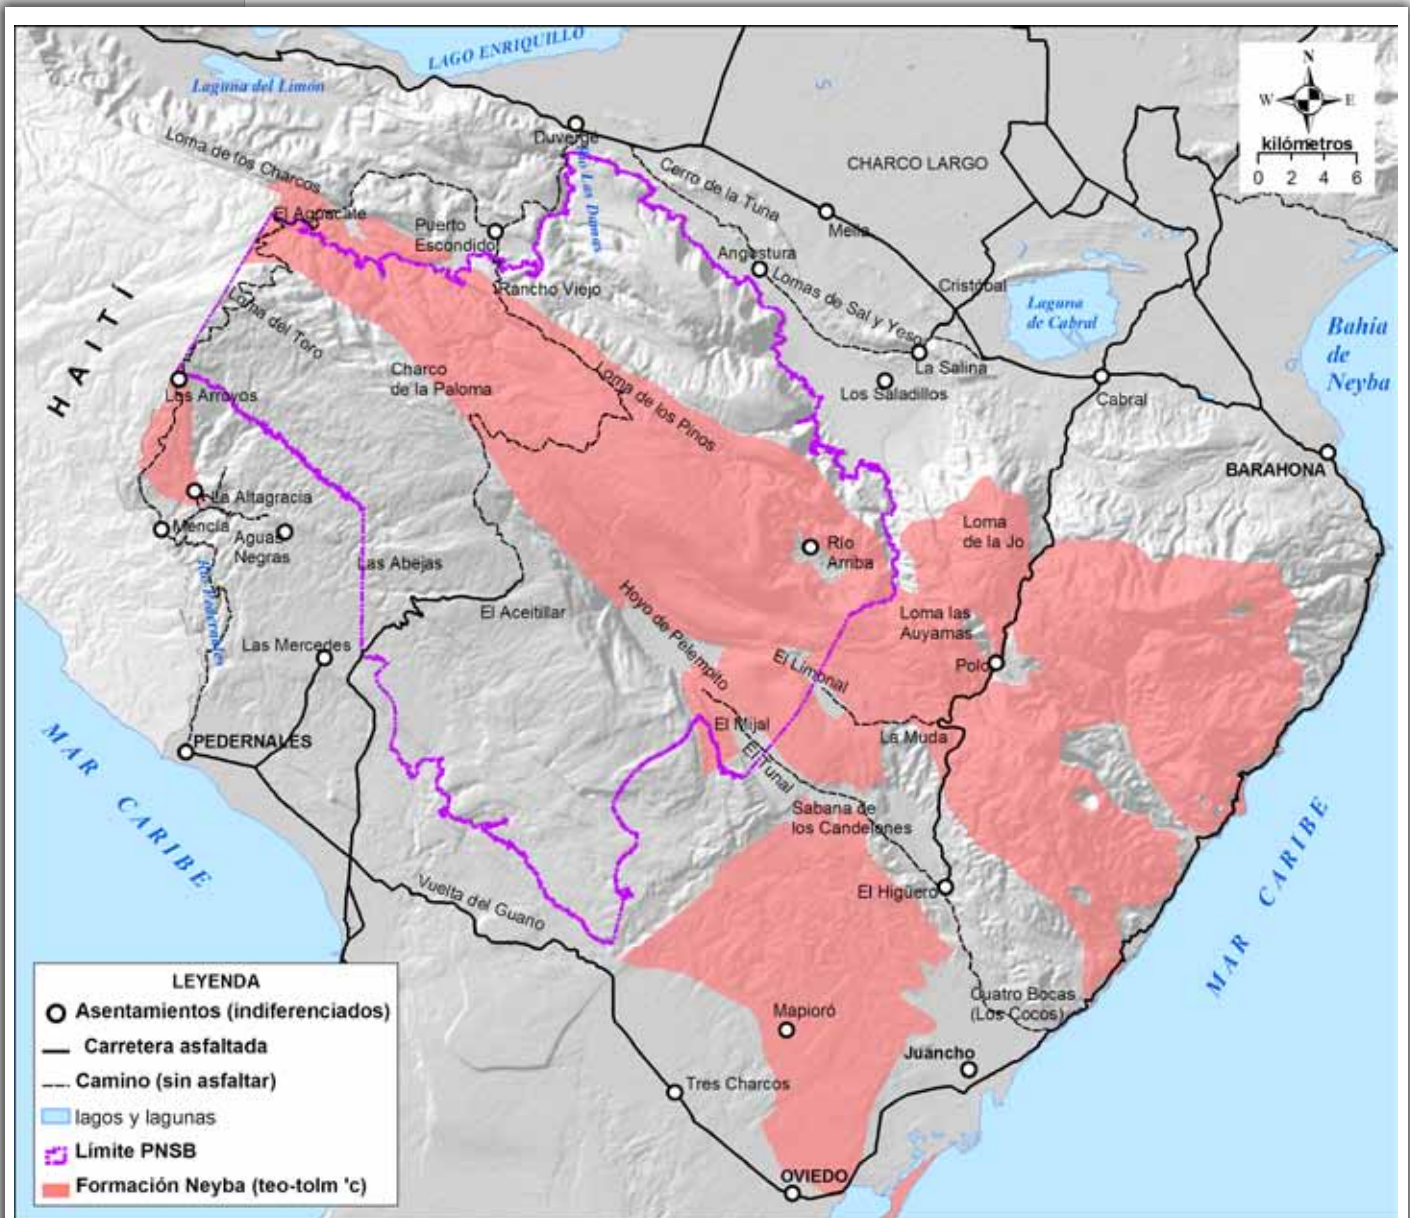 LAGO ENRIQUILLO
Laguna del Limón
N
W
E
kilómetros
0 2 4 6
Duvergé
Loma de los Charcos
Río Las Damas
Cerro de la Tuna
CHARCO LARGO
El Aguacate
Puerto
Escondido
Mella
Angostura
Rancho Viejo
Lomas de Sal y Yeso
Cristóbal
Laguna
de Cabral
Bahía
de
Neyba
HAITÍ
Loma del Toro
Charco
de la Paloma
Loma de los Pinos
La Salina
Los Saladillos
Cabral
Los Arroyos
BARAHONA
La Altagracia
Mencía
Aguas
Negras
Loma
de la Jo
Río
Arriba
Las Abejas
Río Pedernales
El Aceitillar
Hoyo de Pelempito
Loma las
Auyamas
Las Mercedes
El Limonal
Polo
PEDERNALES
El Mijal
La Muda
El Tunal
MAR CARIBE
Sabana de
los Candelones
Vuelta del Guano
El Higüero
MAR CARIBE
Cuatro Bocas
(Los Cocos)
Mapioró
Juancho
Tres Charcos
OVIEDO
LEYENDA
Asentamientos (indiferenciados)
Carretera asfaltada
Camino (sin asfaltar)
lagos y lagunas
Límite PNSB
Formación Neyba (teo-tolm 'c)